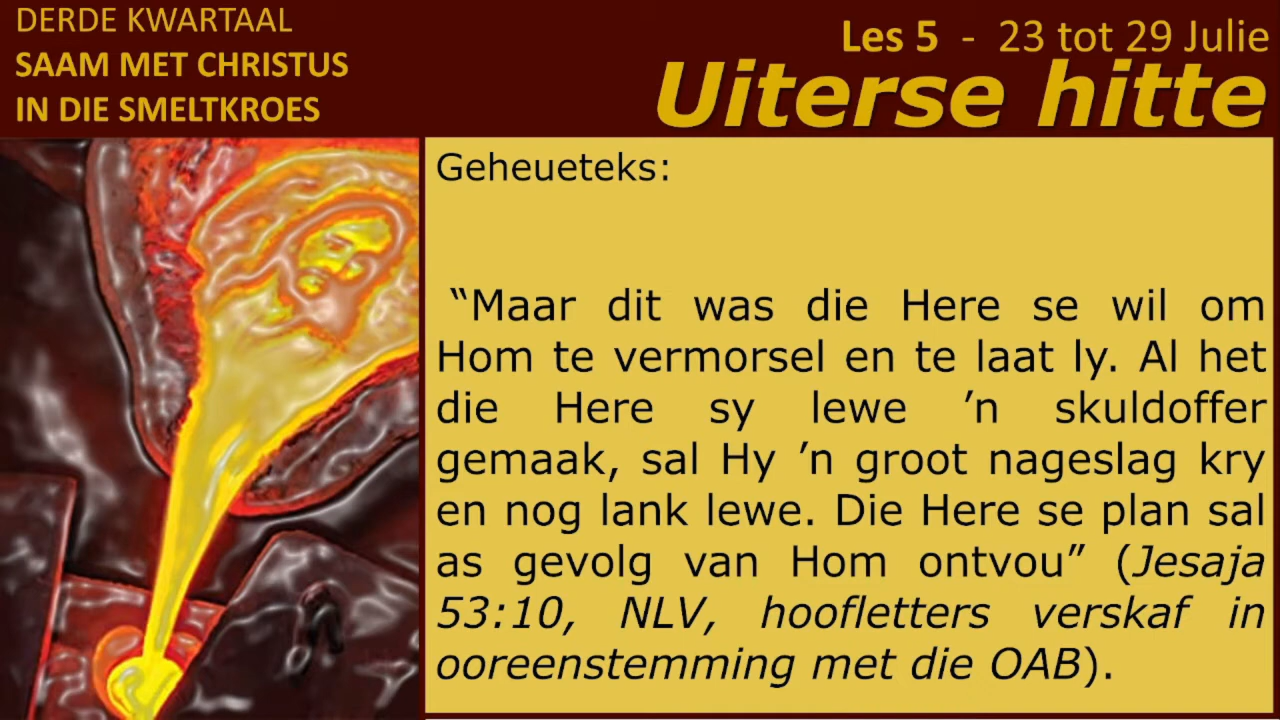 DERDE KWARTAAL
SAAM MET CHRISTUS
IN DIE SMELTKROES
Les 5 - 23 tot 29 Julie
Uiterse hitte
Geheueteks:
“Maar dit was die Here se wil om
Hom te vermorsel en te laat ly. Al het
die Here sy lewe ’n skuldoffer
gemaak, sal Hy ’n groot nageslag kry
en nog lank lewe. Die Here se plan sal
as gevolg van Hom ontvou” (Jesaja
53:10, NLV, hoofletters verskaf in
ooreenstemming met die OAB).